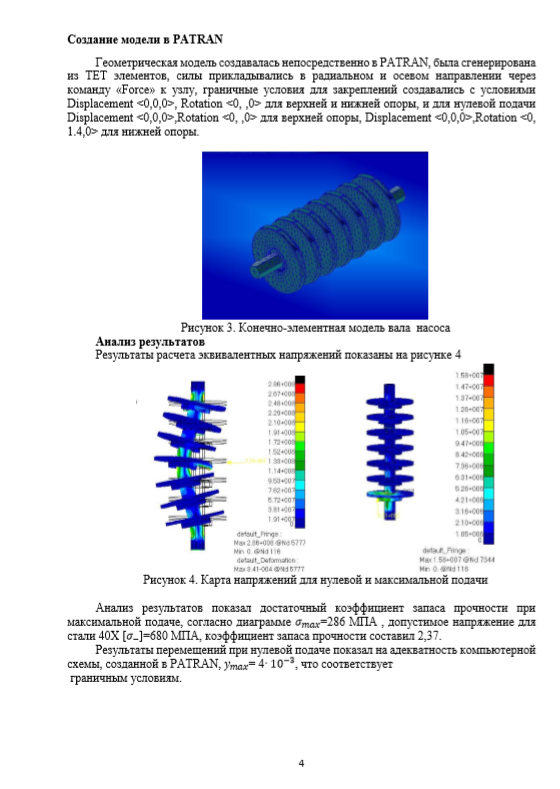 Создание модели в PATRAN
Геометрическая модель создавалась непосредственно в PATRAN, была сгенерирована
из TET элементов, силы прикладывались в радиальном и осевом направлении через
команду «Force» к узлу, граничные условия для закреплений создавались с условиями
Displacement <0,0,0>, Rotation <0, ,0> для верхней и нижней опоры, и для нулевой подачи
Displacement <0,0,0>,Rotation <0, ,0> для верхней опоры, Displacement <0,0,0>,Rotation <0,
1.4,0> для нижней опоры.
Рисунок 3. Конечно-элементная модель вала насоса
Анализ результатов
Результаты расчета эквивалентных напряжений показаны на рисунке 4
2.86+008
2.67+008
2.48+008
2.29+008
2.10+008
1.91+008
1.72+008
1.52+008
1.33+008
1.14+008
9.53+007
7.62+007
5.72+007
3.81+007
1.91+007
0
default_Fringe :
Max 2.86+008 @Nd 5777
Min 0. @Nd 116
default_Deformation :
Max 3.41-004 @Nd 5777
1.58+007
1.47+007
1.37+007
1.26+007
1.16+007
1.05+007
9.47+006
8.42+006
7.36+006
6.31+006
5.26+006
4.21+006
3.16+006
2.10+006
1.05+006
0
default_Fringe :
Max 1.58+007 @Nd 7344
Min 0. @Nd 116
Рисунок 4. Карта напряжений для нулевой и максимальной подачи
Анализ результатов показал достаточный коэффициент запаса прочности при
максимальной подаче, согласно диаграмме σmax=286 МПА , допустимое напряжение для
стали 40Х [σ₋]=680 МПА, коэффициент запаса прочности составил 2,37.
Результаты перемещений при нулевой подаче показал на адекватность компьютерной
схемы, созданной в PATRAN, ymax= 4· 10⁻³, что соответствует
граничным условиям.
4